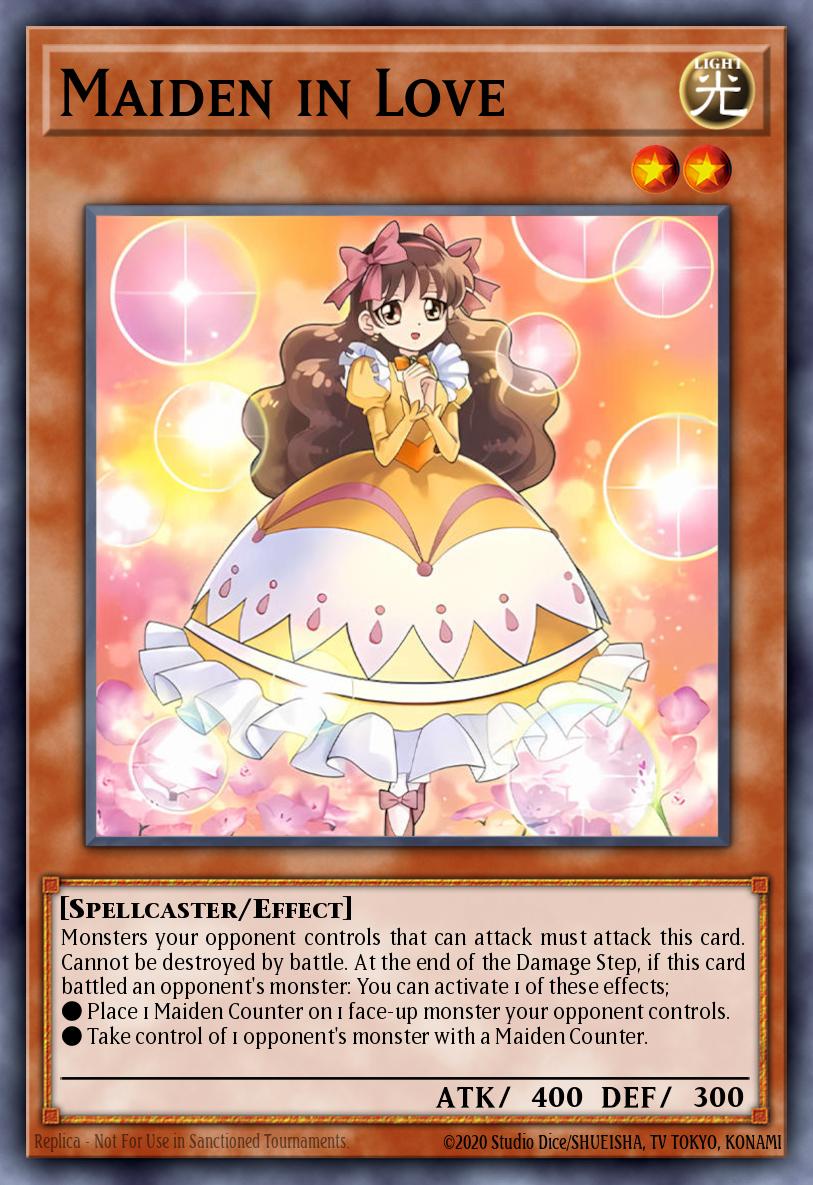 Maiden in Love
LIGHT
光
[Spellcaster/Effect]
Monsters your opponent controls that can attack must attack this card.
Cannot be destroyed by battle. At the end of the Damage Step, if this card
battled an opponent's monster: You can activate 1 of these effects;
● Place 1 Maiden Counter on 1 face-up monster your opponent controls.
● Take control of 1 opponent's monster with a Maiden Counter.
ATK/ 400 DEF/ 300
Replica - Not For Use in Sanctioned Tournaments.
©2020 Studio Dice/SHUEISHA, TV TOKYO, KONAMI